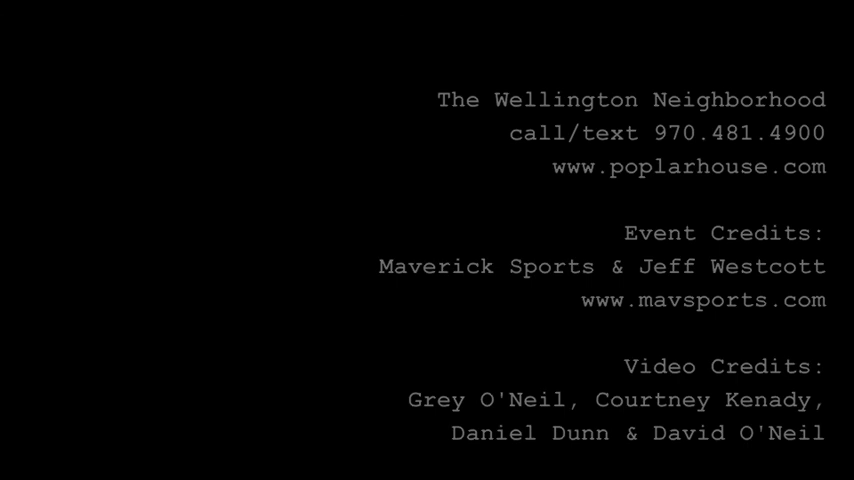 The Wellington Neighborhood
call/text 970.481.4900
www.poplarhouse.com
Event Credits:
Maverick Sports & Jeff Westcott
www.mavsports.com
Video Credits:
Grey O'Neil, Courtney Kenady,
Daniel Dunn & David O'Neil